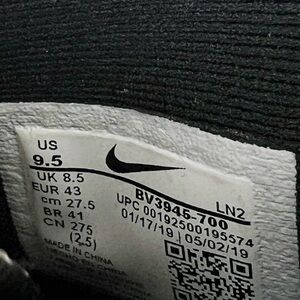 US
9.5
UK 8.5
EUR 43
cm 27.5
BR 41
CN 275
(2.5)
MADE IN CHINA
BV3945-700
LN2
UPC 00192500195574
01/17/19 05/02/19